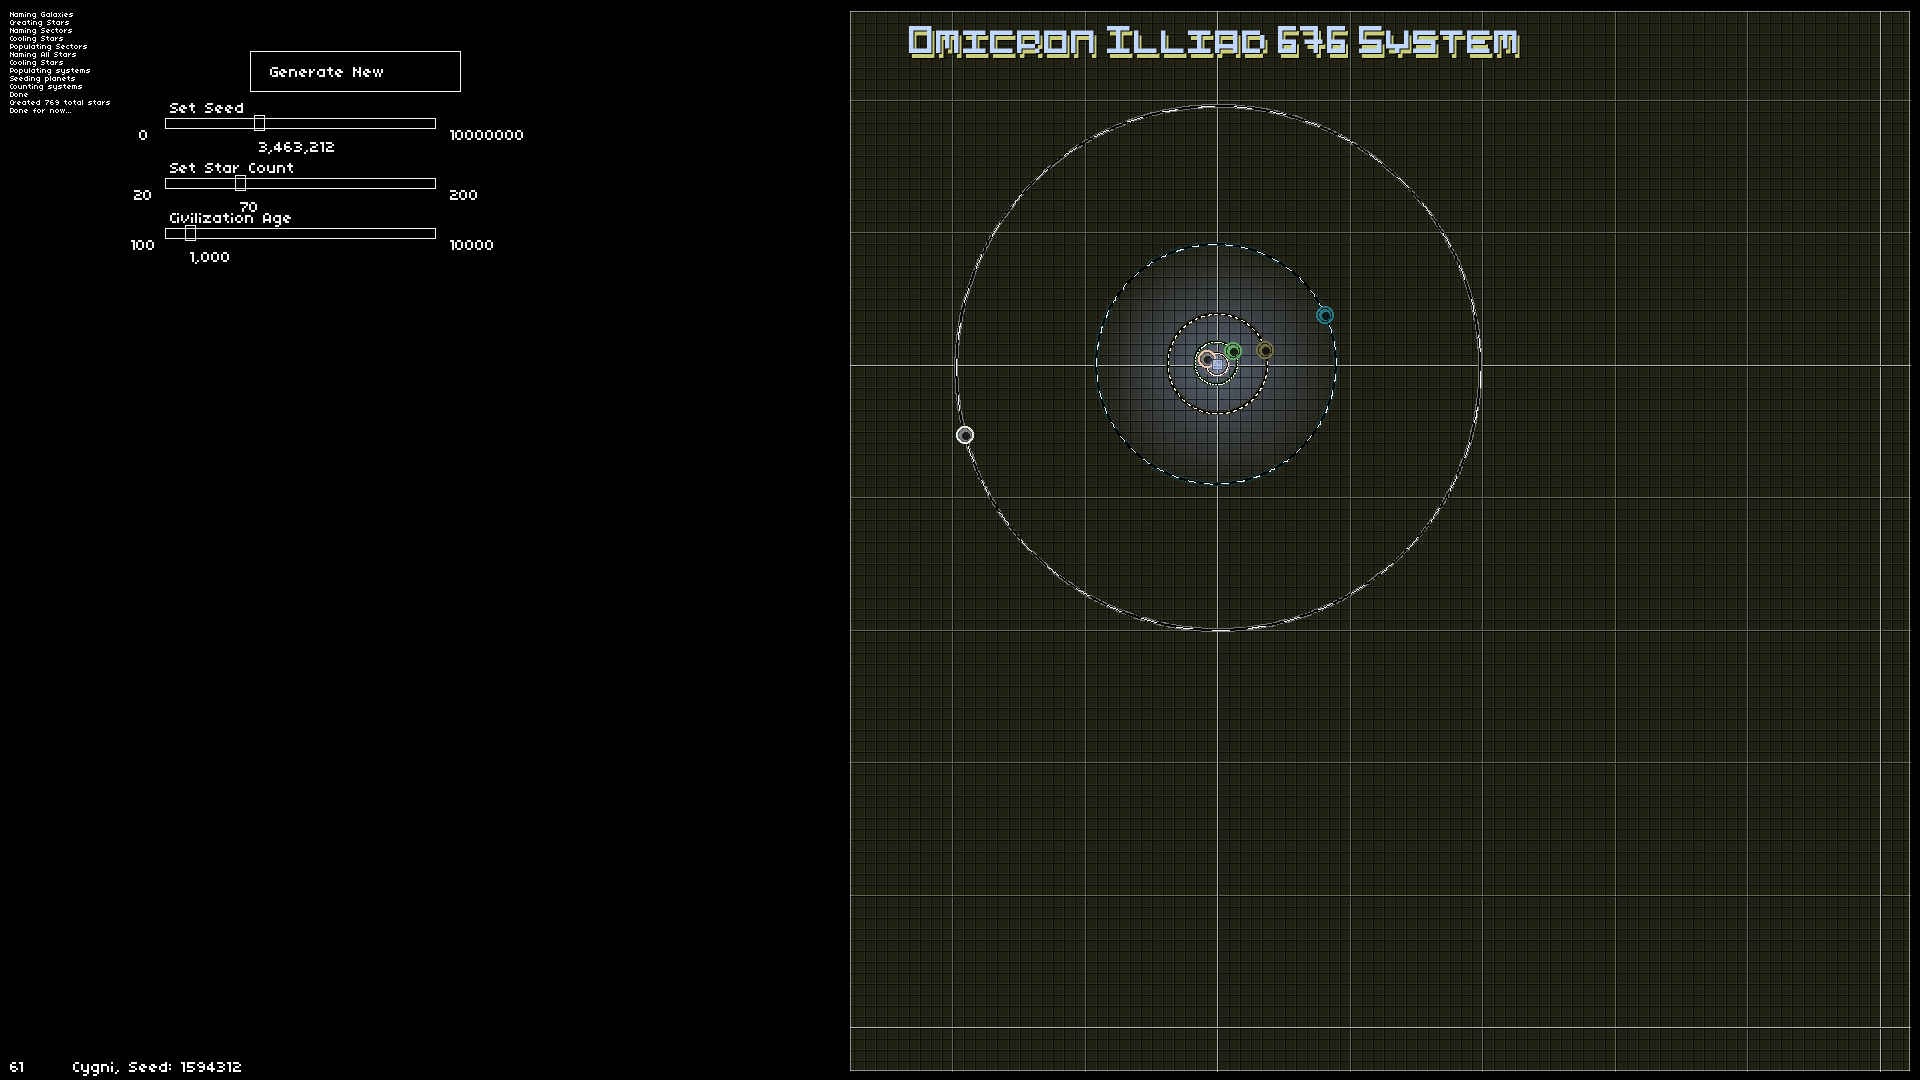 Naming Galaxies
Creating Stars
Naming Sectors
Cooling Stars
Populating Sectors
Naming All Stars
Cooling Stars
Populating systems
Seeding planets
Counting systems
Done
Created 769 total stars
Done for now...
Generate New
Set Seed
0
10000000
3,463,212
Set Star Count
20
200
70
Civilization Age
100
10000
1,000
Omicron Illiad 676 System
61
Cygni, Seed: 1594312